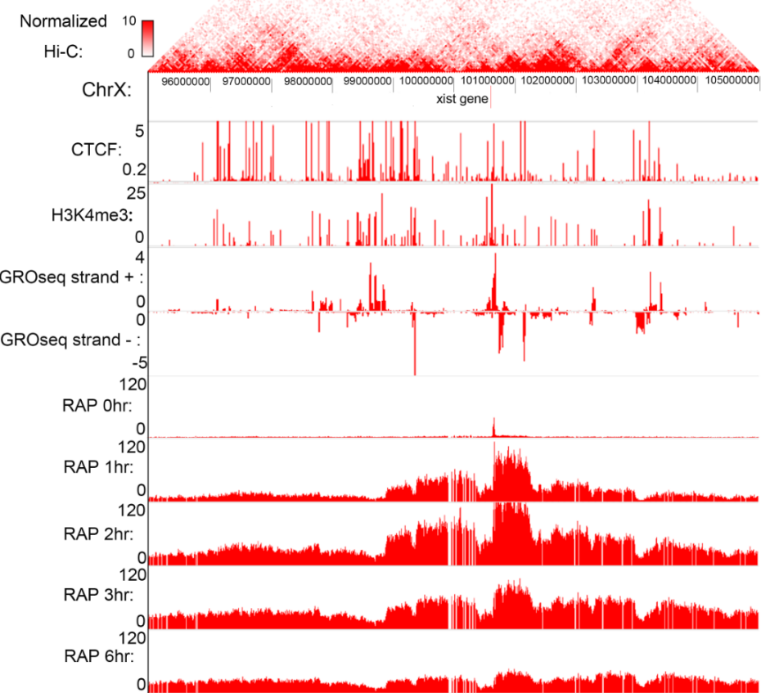 Normalized 10
Hi-C: 0
96000000 97000000 98000000 99000000 100000000 101000000 102000000 103000000 104000000 105000000
ChrX:
xist gene
5
CTCF:
0.2
25
H3K4me3:
0
4
GROseq strand + :
0
0
GROseq strand - :
-5
120
RAP 0hr:
0
120
RAP 1hr:
0
120
RAP 2hr:
0
120
RAP 3hr:
0
120
RAP 6hr:
0